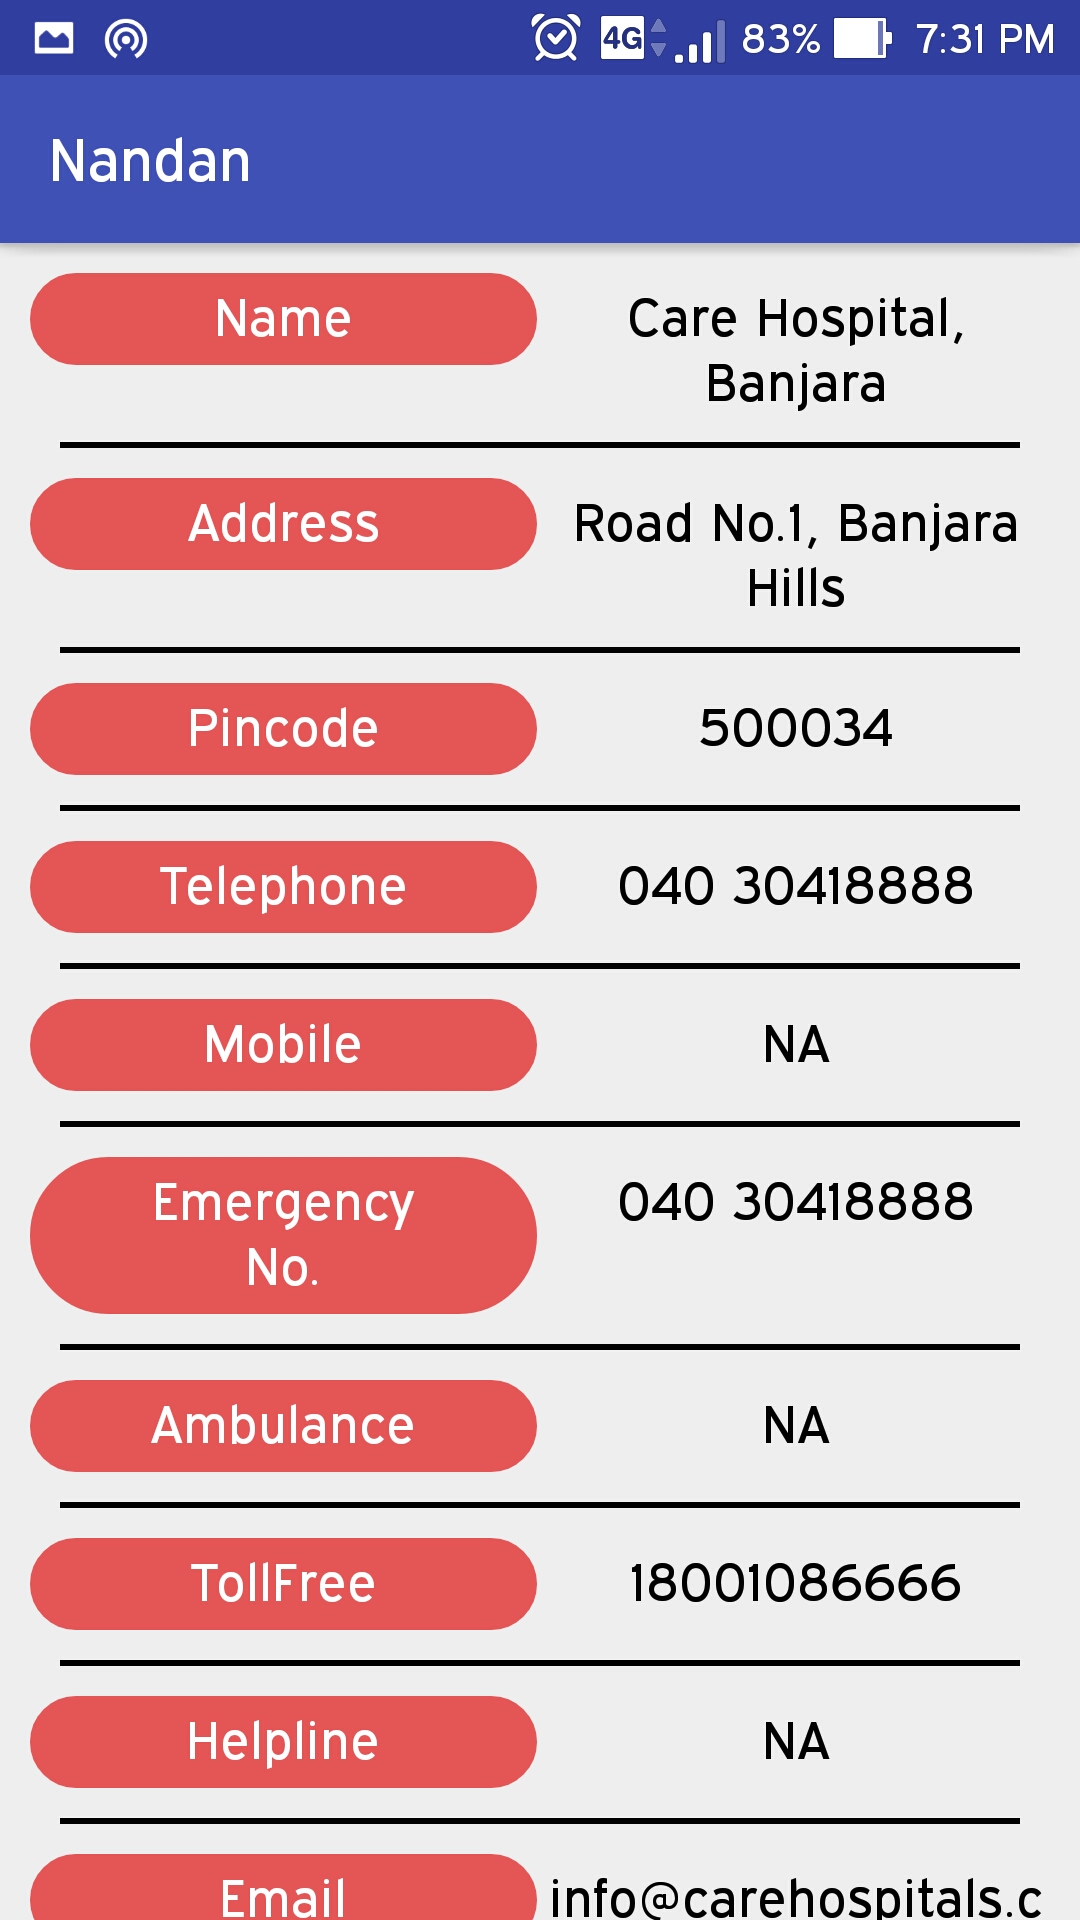 4G 83% 7:31 PM
Nandan
Name Care Hospital,
Banjara
Address Road No.1, Banjara
Hills
Pincode 500034
Telephone 040 30418888
Mobile NA
Emergency 040 30418888
No.
Ambulance NA
TollFree 18001086666
Helpline NA
Email info@carehospitals.c